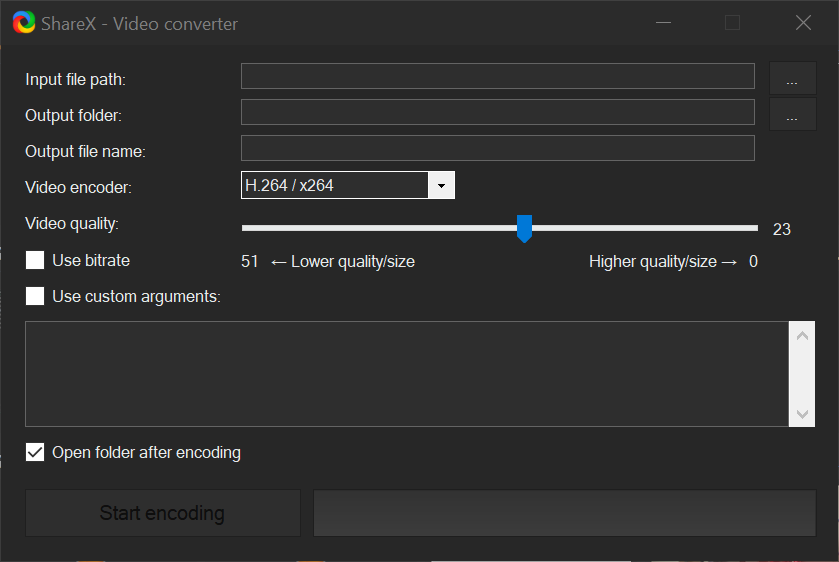 ShareX - Video converter
Input file path:
...
Output folder:
...
Output file name:
Video encoder:
H.264 / x264
Video quality:
23
Use bitrate
51 ← Lower quality/size
Higher quality/size → 0
Use custom arguments:
Open folder after encoding
Start encoding